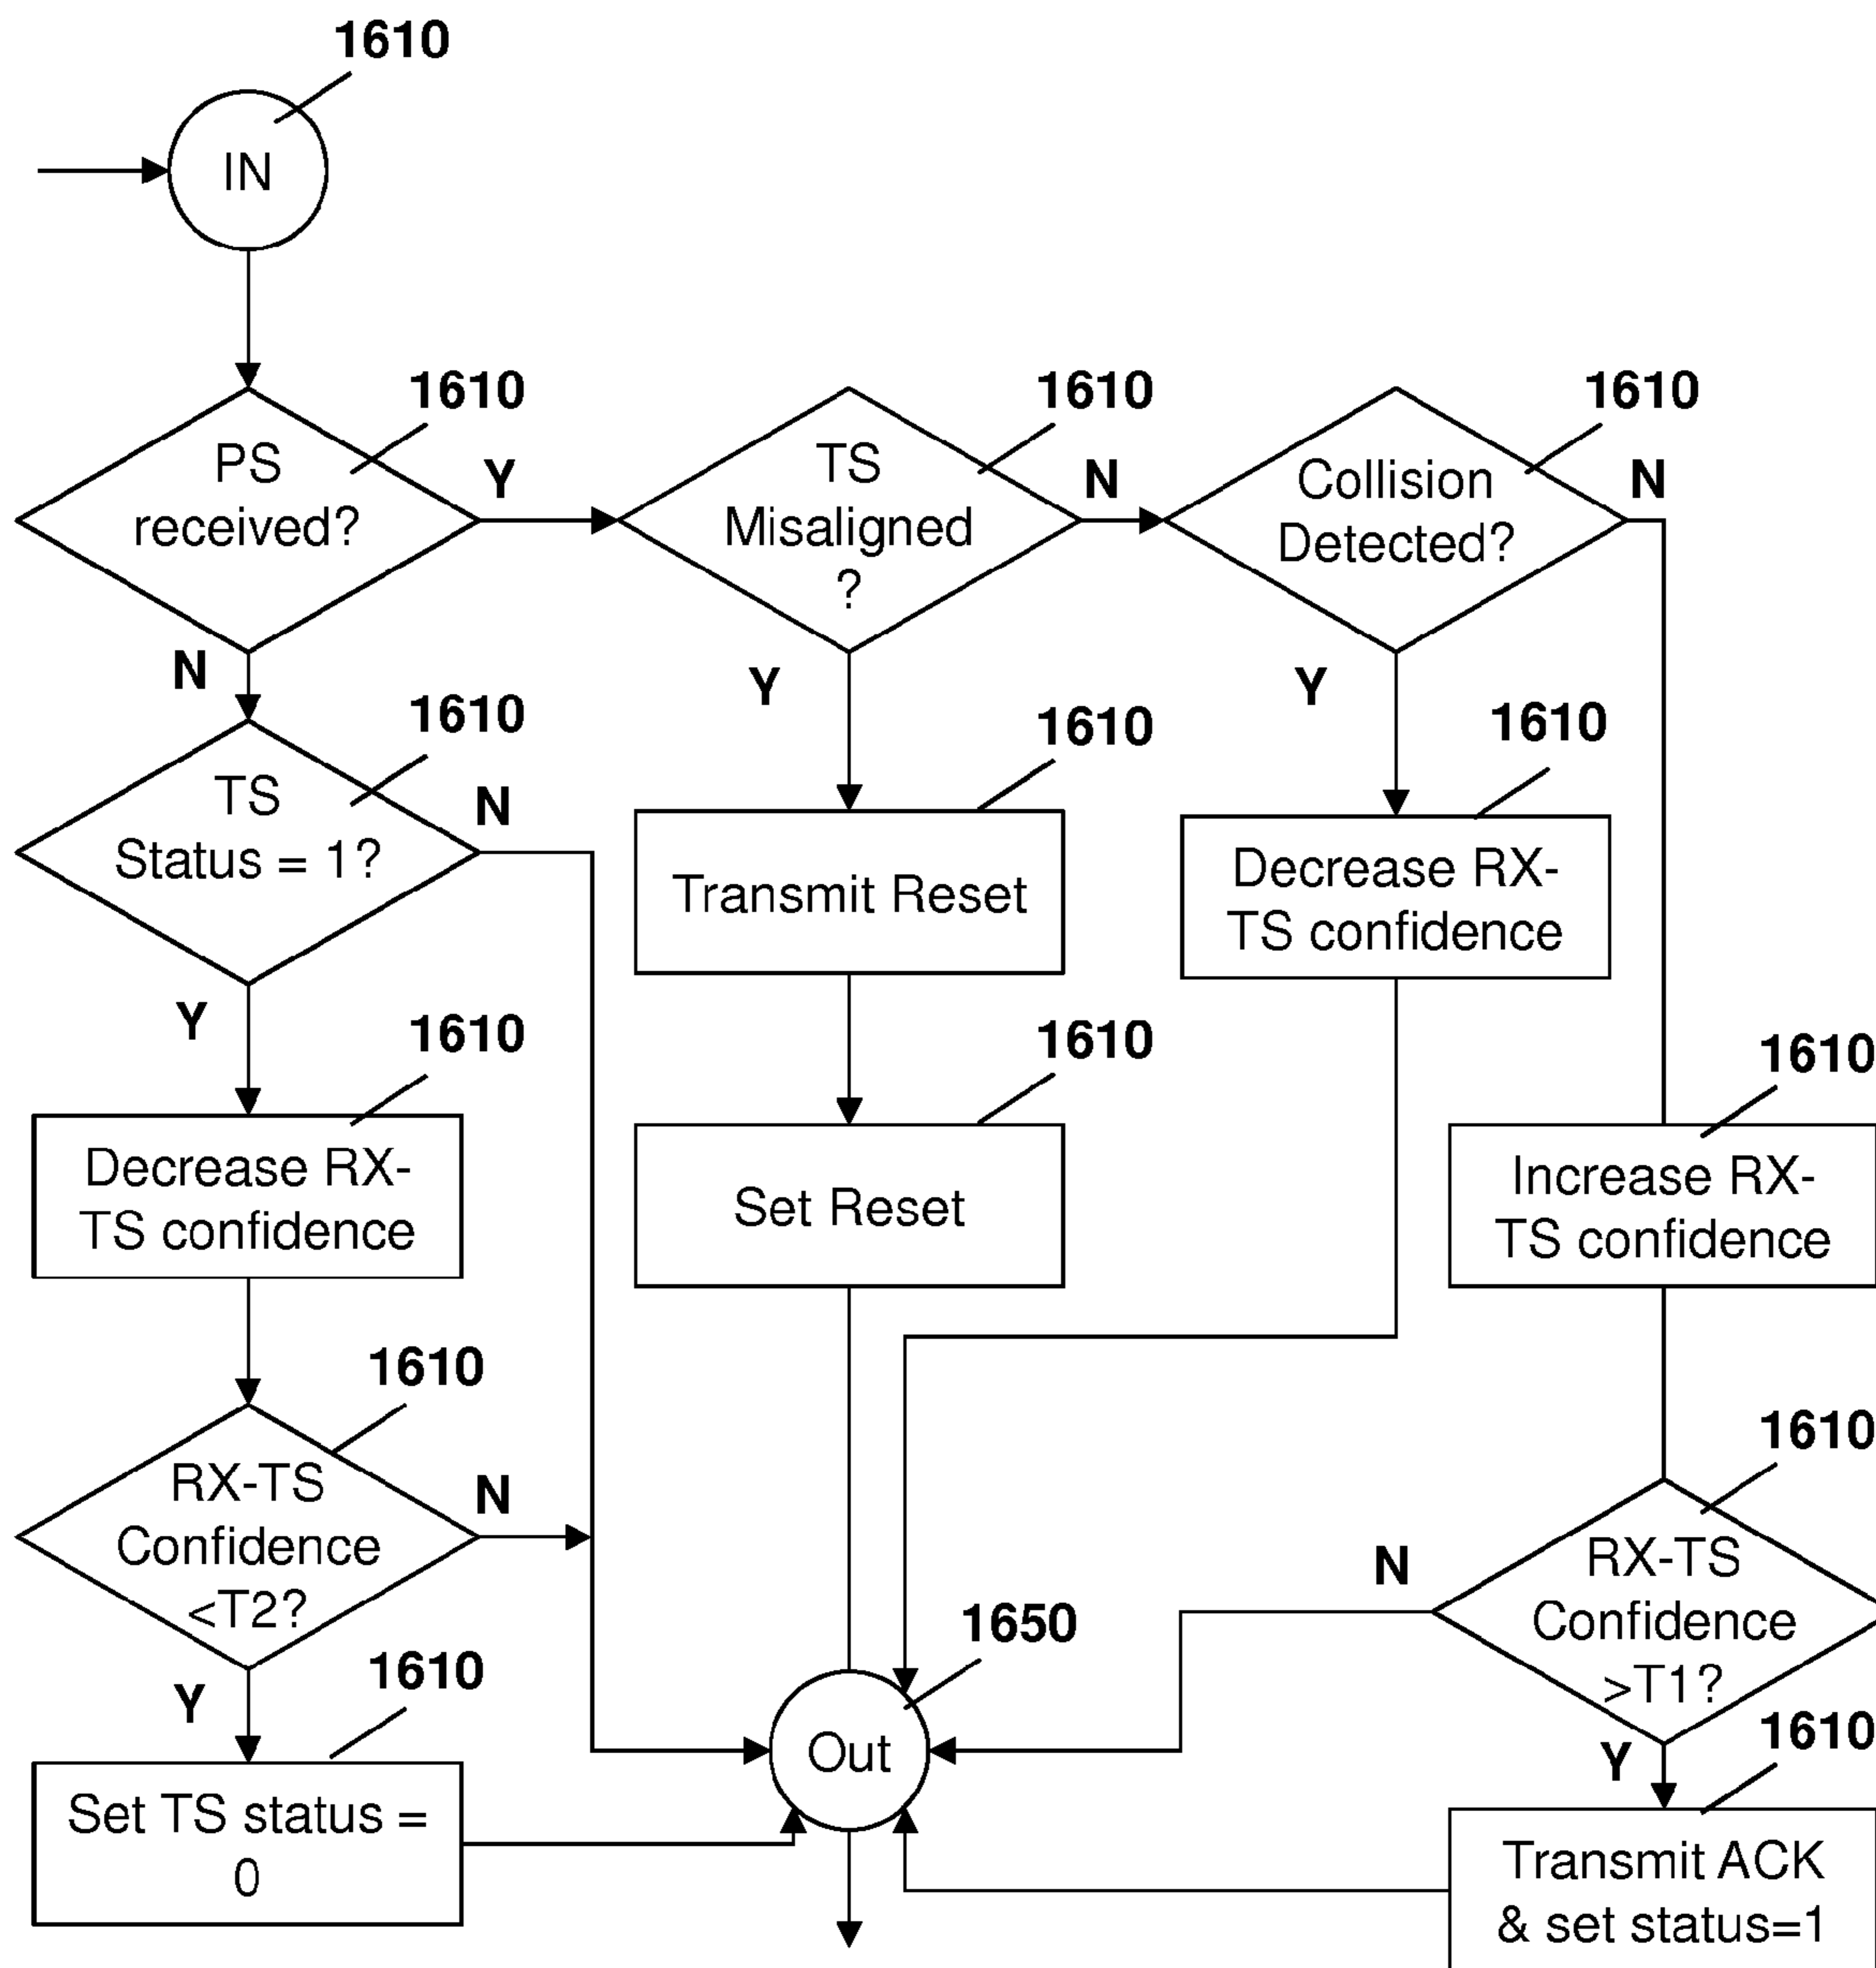 1610
IN
1610
PS
received?
Y
1610
TS
Misaligned
?
N
1610
Collision
Detected?
N
N
1610
TS
Status = 1?
N
Y
1610
Transmit Reset
Y
1610
Decrease RX-
TS confidence
Y
1610
Decrease RX-
TS confidence
1610
Set Reset
1610
Increase RX-
TS confidence
1610
RX-TS
Confidence
<T2?
N
1610
RX-TS
Confidence
>T1?
N
1650
Out
Y
1610
Set TS status =
0
Y
1610
Transmit ACK
& set status=1